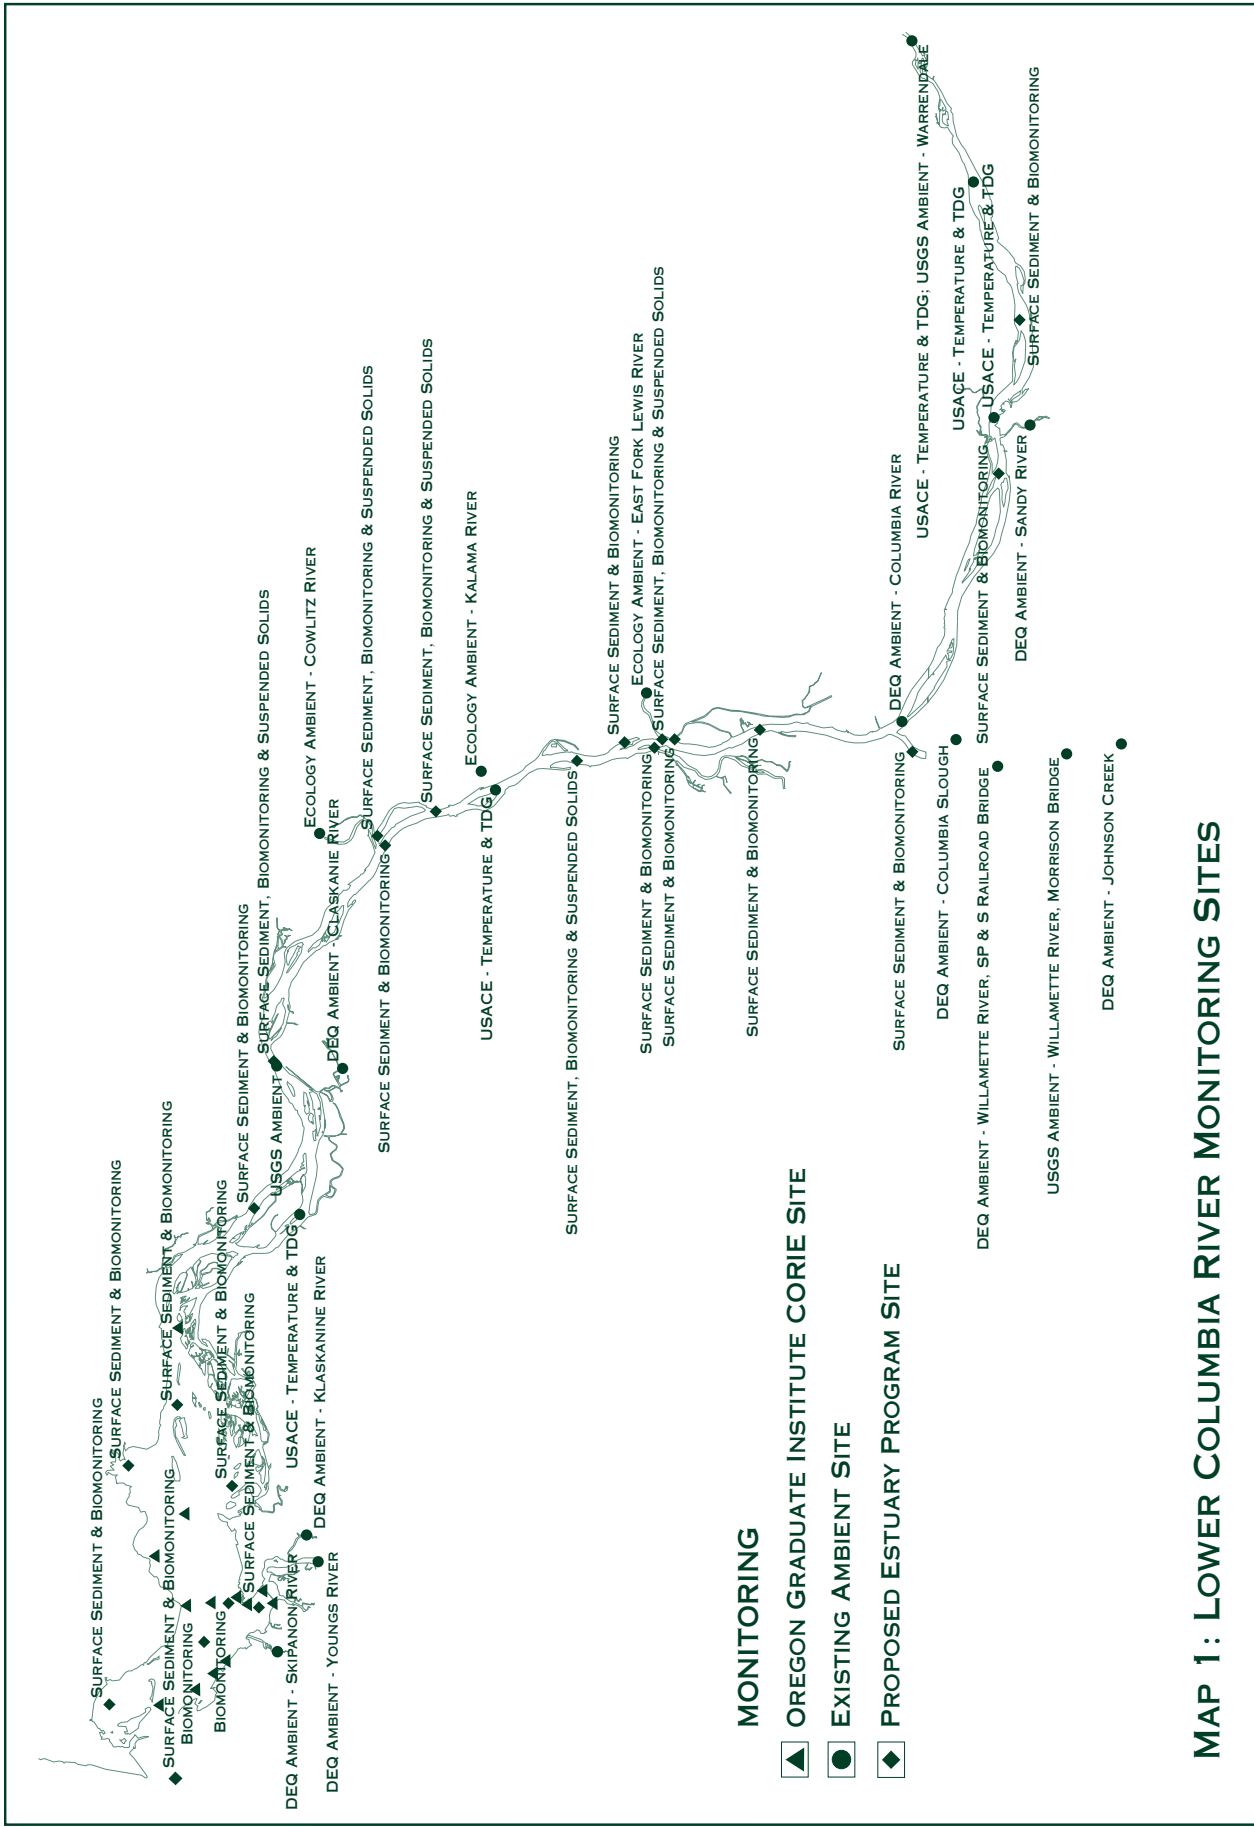 Surface Sediment & Biomonitoring
Surface Sediment & Biomonitoring
Surface Sediment & Biomonitoring
Surface Sediment & Biomonitoring
Biomonitoring
Biomonitoring
Surface Sediment & Biomonitoring
Surface Sediment & Biomonitoring
Surface Sediment & Biomonitoring
USGS Ambient
Surface Sediment, Biomonitoring & Suspended Solids
USACE - Temperature & TDG
DEQ Ambient - Klaskanine River
DEQ Ambient - Skipanon River
DEQ Ambient - Youngs River
Ecology Ambient - Cowlitz River
DEQ Ambient - Claskanie River
Surface Sediment, Biomonitoring & Suspended Solids
Surface Sediment & Biomonitoring
Surface Sediment, Biomonitoring & Suspended Solids
Ecology Ambient - Kalama River
USACE - Temperature & TDG
Surface Sediment, Biomonitoring & Suspended Solids
Surface Sediment & Biomonitoring
Ecology Ambient - East Fork Lewis River
Surface Sediment, Biomonitoring & Suspended Solids
Surface Sediment & Biomonitoring
Surface Sediment & Biomonitoring
Surface Sediment & Biomonitoring
DEQ Ambient - Columbia River
Surface Sediment & Biomonitoring
USACE - Temperature & TDG; USGS Ambient - Warrendale
DEQ Ambient - Columbia Slough
USACE - Temperature & TDG
USACE - Temperature & TDG
Surface Sediment & Biomonitoring
DEQ Ambient - Willamette River, SP & S Railroad Bridge
Surface Sediment & Biomonitoring
DEQ Ambient - Sandy River
USGS Ambient - Willamette River, Morrison Bridge
DEQ Ambient - Johnson Creek
MONITORING
Oregon Graduate Institute CORIE Site
Existing Ambient Site
Proposed Estuary Program Site
Map 1: Lower Columbia River Monitoring Sites